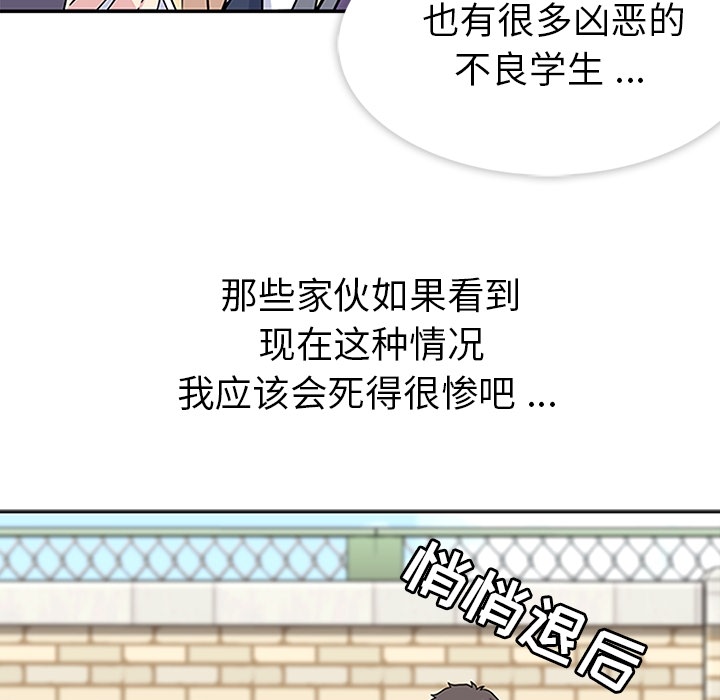 也有很多凶恶的
不良学生 ...
那些家伙如果看到
现在这种情况
我应该会死得很惨吧 ...
悄悄退后